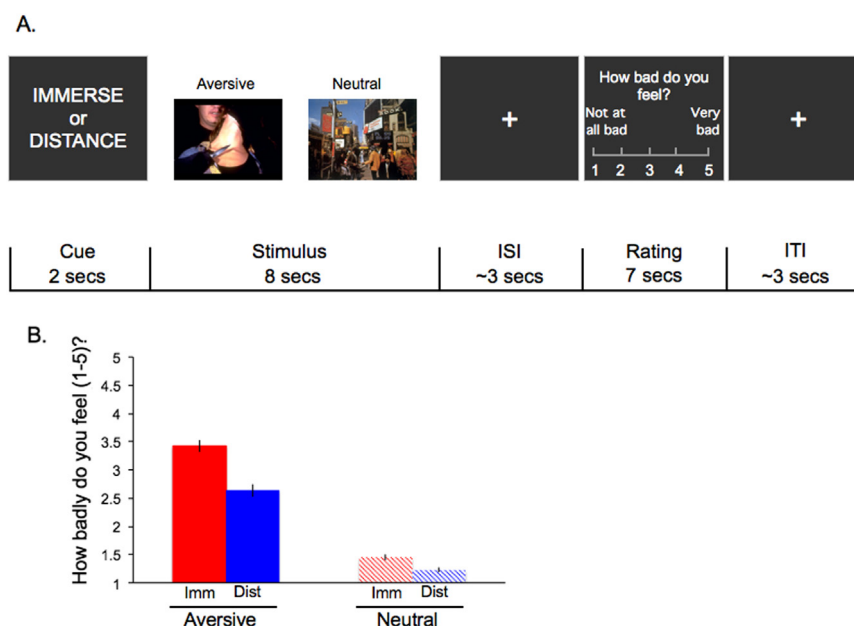 A.
IMMERSE
or
DISTANCE
Aversive
Neutral
+
How bad do you
feel?
Not at
all bad
Very
bad
1 2 3 4 5
+
Cue
2 secs
Stimulus
8 secs
ISI
~3 secs
Rating
7 secs
ITI
~3 secs
B.
How badly do you feel (1-5)?
5
4.5
4
3.5
3
2.5
2
1.5
1
Imm Dist
Aversive
Imm Dist
Neutral